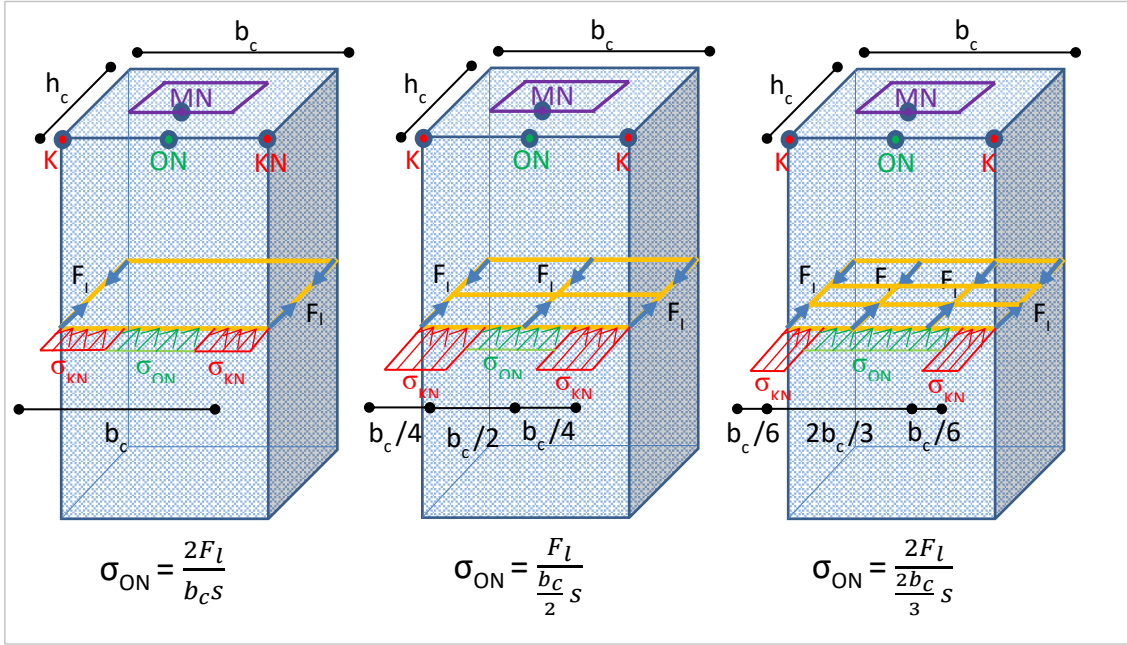 b_c b_c b_c
h_c h_c h_c
MN MN MN
K ON KN K ON K K ON K
F_l F_l F_l F_l F_l F_l
F_l F_l F_l
σ_KN σ_ON σ_KN σ_KN σ_ON σ_KN σ_KN σ_ON σ_KN
b_c b_c/4 b_c/2 b_c/4 b_c/6 2b_c/3 b_c/6
σ_ON = 2F_l / b_c s
σ_ON = F_l / (b_c/2) s
σ_ON = 2F_l / (2b_c/3) s